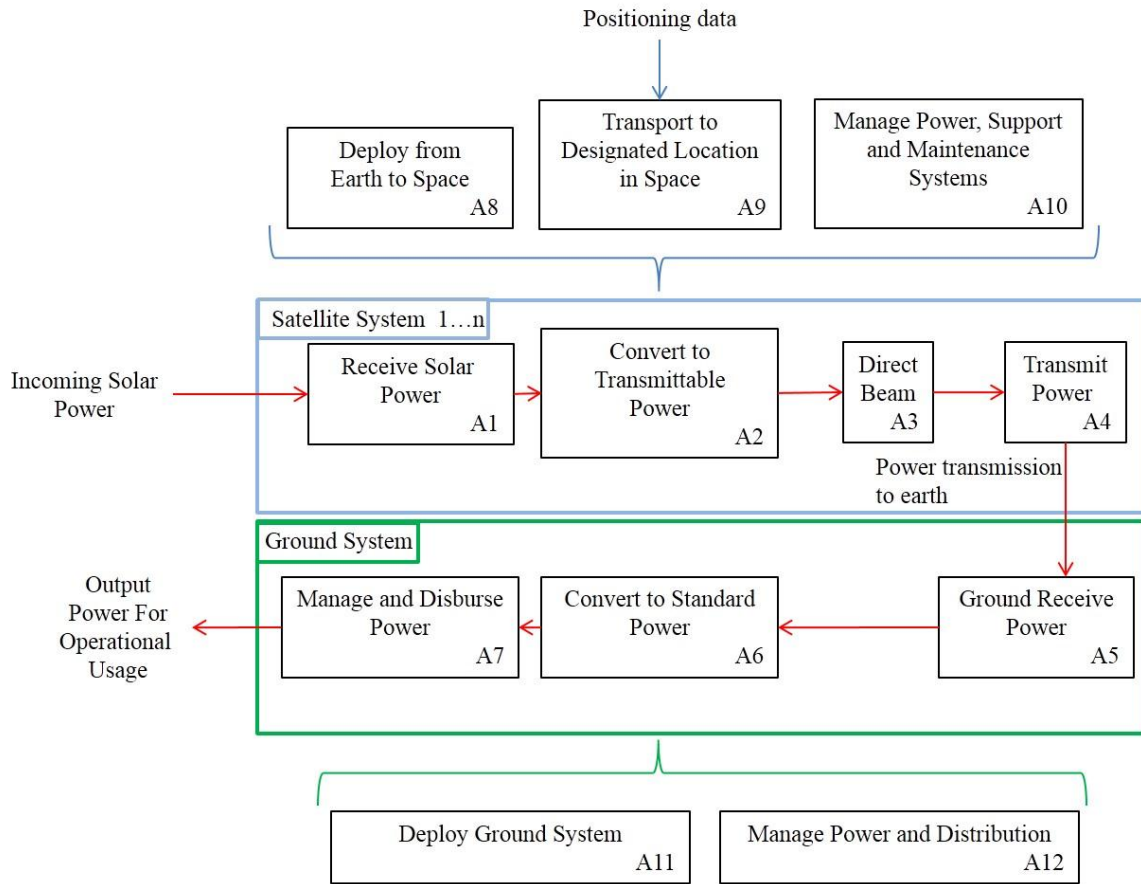 Positioning data
Deploy from
Earth to Space
A8
Transport to
Designated Location
in Space
A9
Manage Power, Support
and Maintenance
Systems
A10
Satellite System 1…n
Incoming Solar
Power
Receive Solar
Power
A1
Convert to
Transmittable
Power
A2
Direct
Beam
A3
Transmit
Power
A4
Power transmission
to earth
Ground System
Output
Power For
Operational
Usage
Manage and Disburse
Power
A7
Convert to Standard
Power
A6
Ground Receive
Power
A5
Deploy Ground System
A11
Manage Power and Distribution
A12